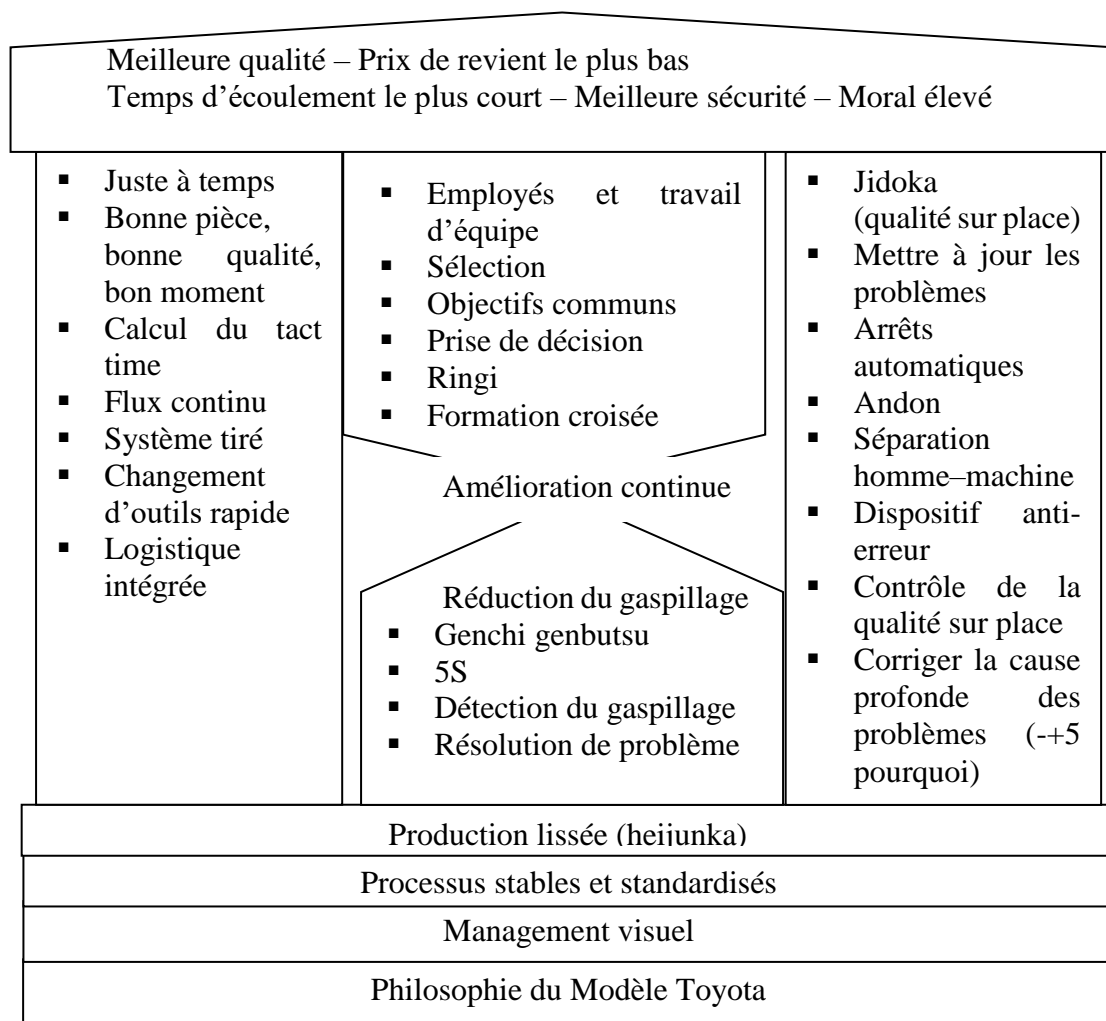 Meilleure qualité – Prix de revient le plus bas
Temps d'écoulement le plus court – Meilleure sécurité – Moral élevé
▪ Juste à temps
▪ Bonne pièce,
bonne qualité,
bon moment
▪ Calcul du tact
time
▪ Flux continu
▪ Système tiré
▪ Changement
d'outils rapide
▪ Logistique
intégrée
▪ Employés et travail
d'équipe
▪ Sélection
▪ Objectifs communs
▪ Prise de décision
▪ Ringi
▪ Formation croisée
Amélioration continue
Réduction du gaspillage
▪ Genchi genbutsu
▪ 5S
▪ Détection du gaspillage
▪ Résolution de problème
▪ Jidoka
(qualité sur place)
▪ Mettre à jour les
problèmes
▪ Arrêts
automatiques
▪ Andon
▪ Séparation
homme–machine
▪ Dispositif anti-
erreur
▪ Contrôle de la
qualité sur place
▪ Corriger la cause
profonde des
problèmes (-+5
pourquoi)
Production lissée (heijunka)
Processus stables et standardisés
Management visuel
Philosophie du Modèle Toyota